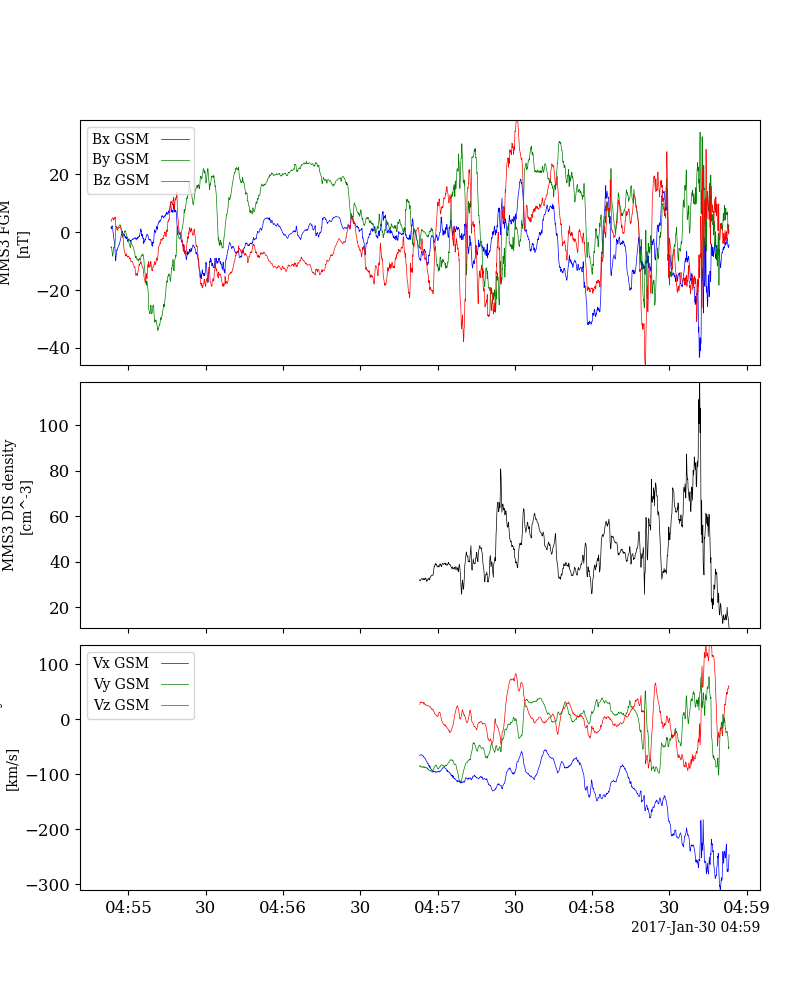 Bx GSM
By GSM
Bz GSM
MMS3 FGM
[nT]
20
0
−20
−40
MMS3 DIS density
[cm^-3]
100
80
60
40
20
Vx GSM
Vy GSM
Vz GSM
[km/s]
100
0
−100
−200
−300
04:55 30 04:56 30 04:57 30 04:58 30 04:59
2017-Jan-30 04:59